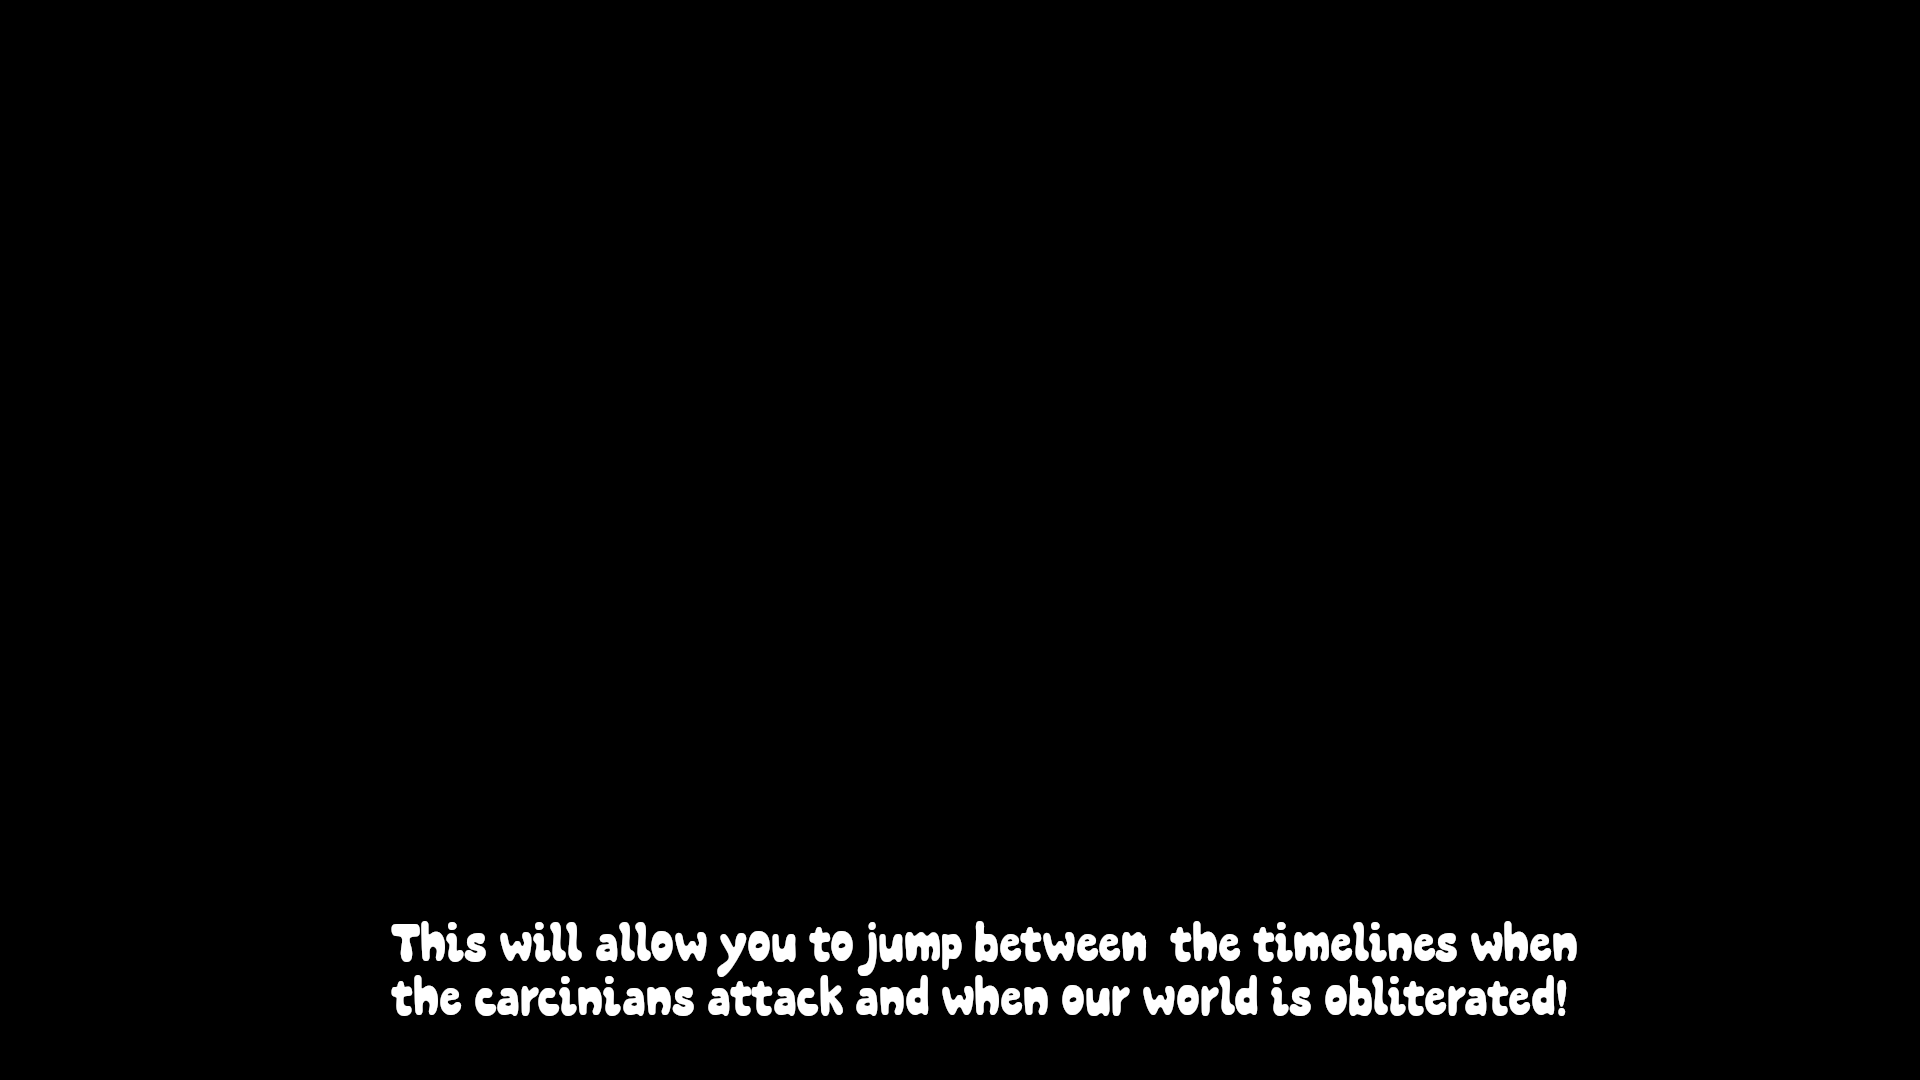 This will allow you to jump between  the timelines when
the carcinians attack and when our world is obliterated!